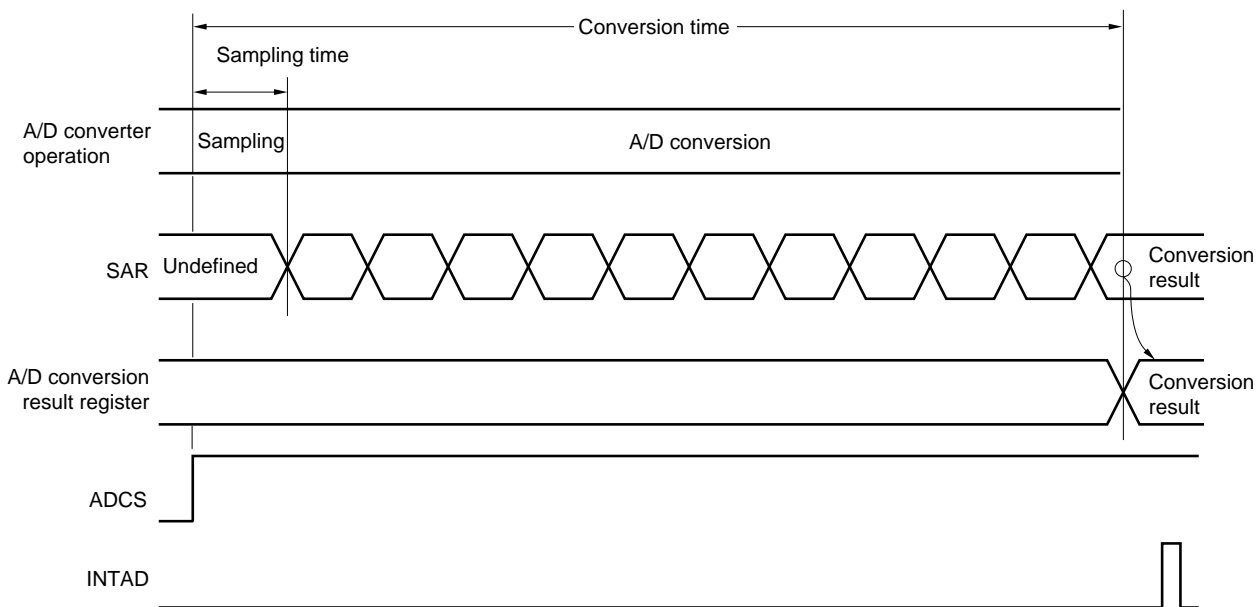 Conversion time
Sampling time
A/D converter
operation
Sampling
A/D conversion
SAR
Undefined
Conversion
result
A/D conversion
result register
Conversion
result
ADCS
INTAD